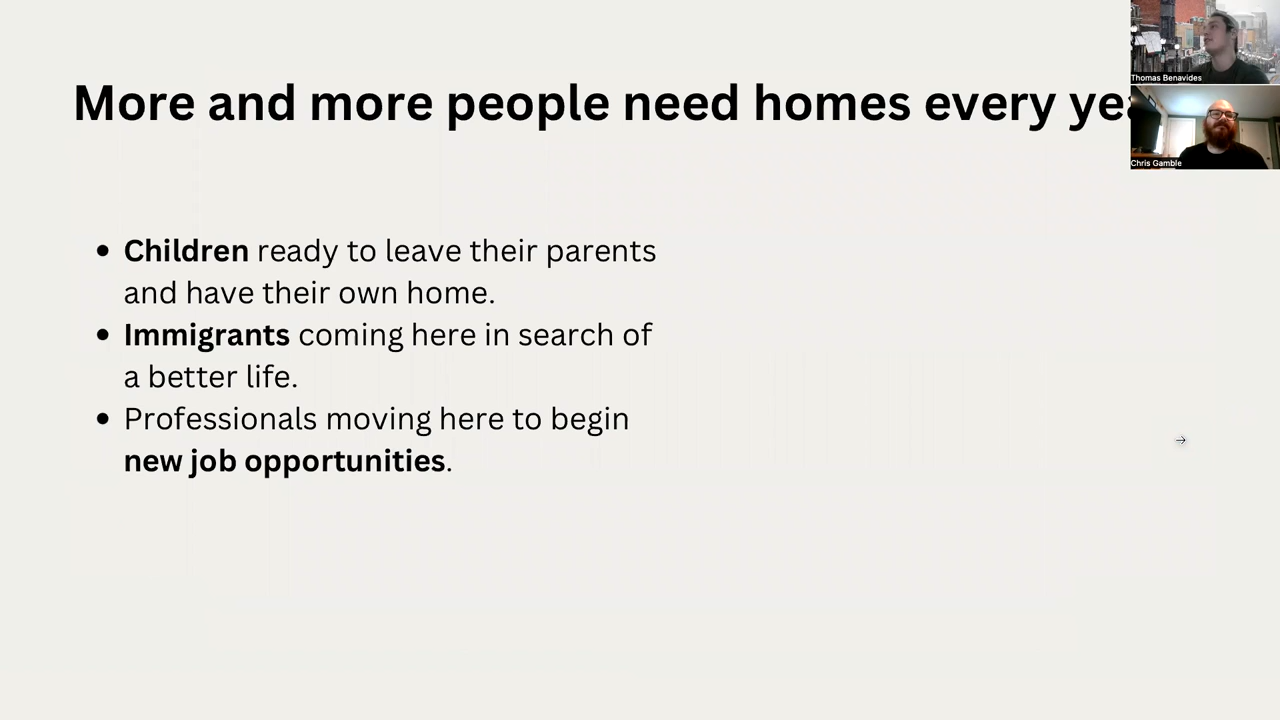 More and more people need homes every
Thomas Benavides
Chris Gamble
• Children ready to leave their parents
and have their own home.
• Immigrants coming here in search of
a better life.
• Professionals moving here to begin
new job opportunities.